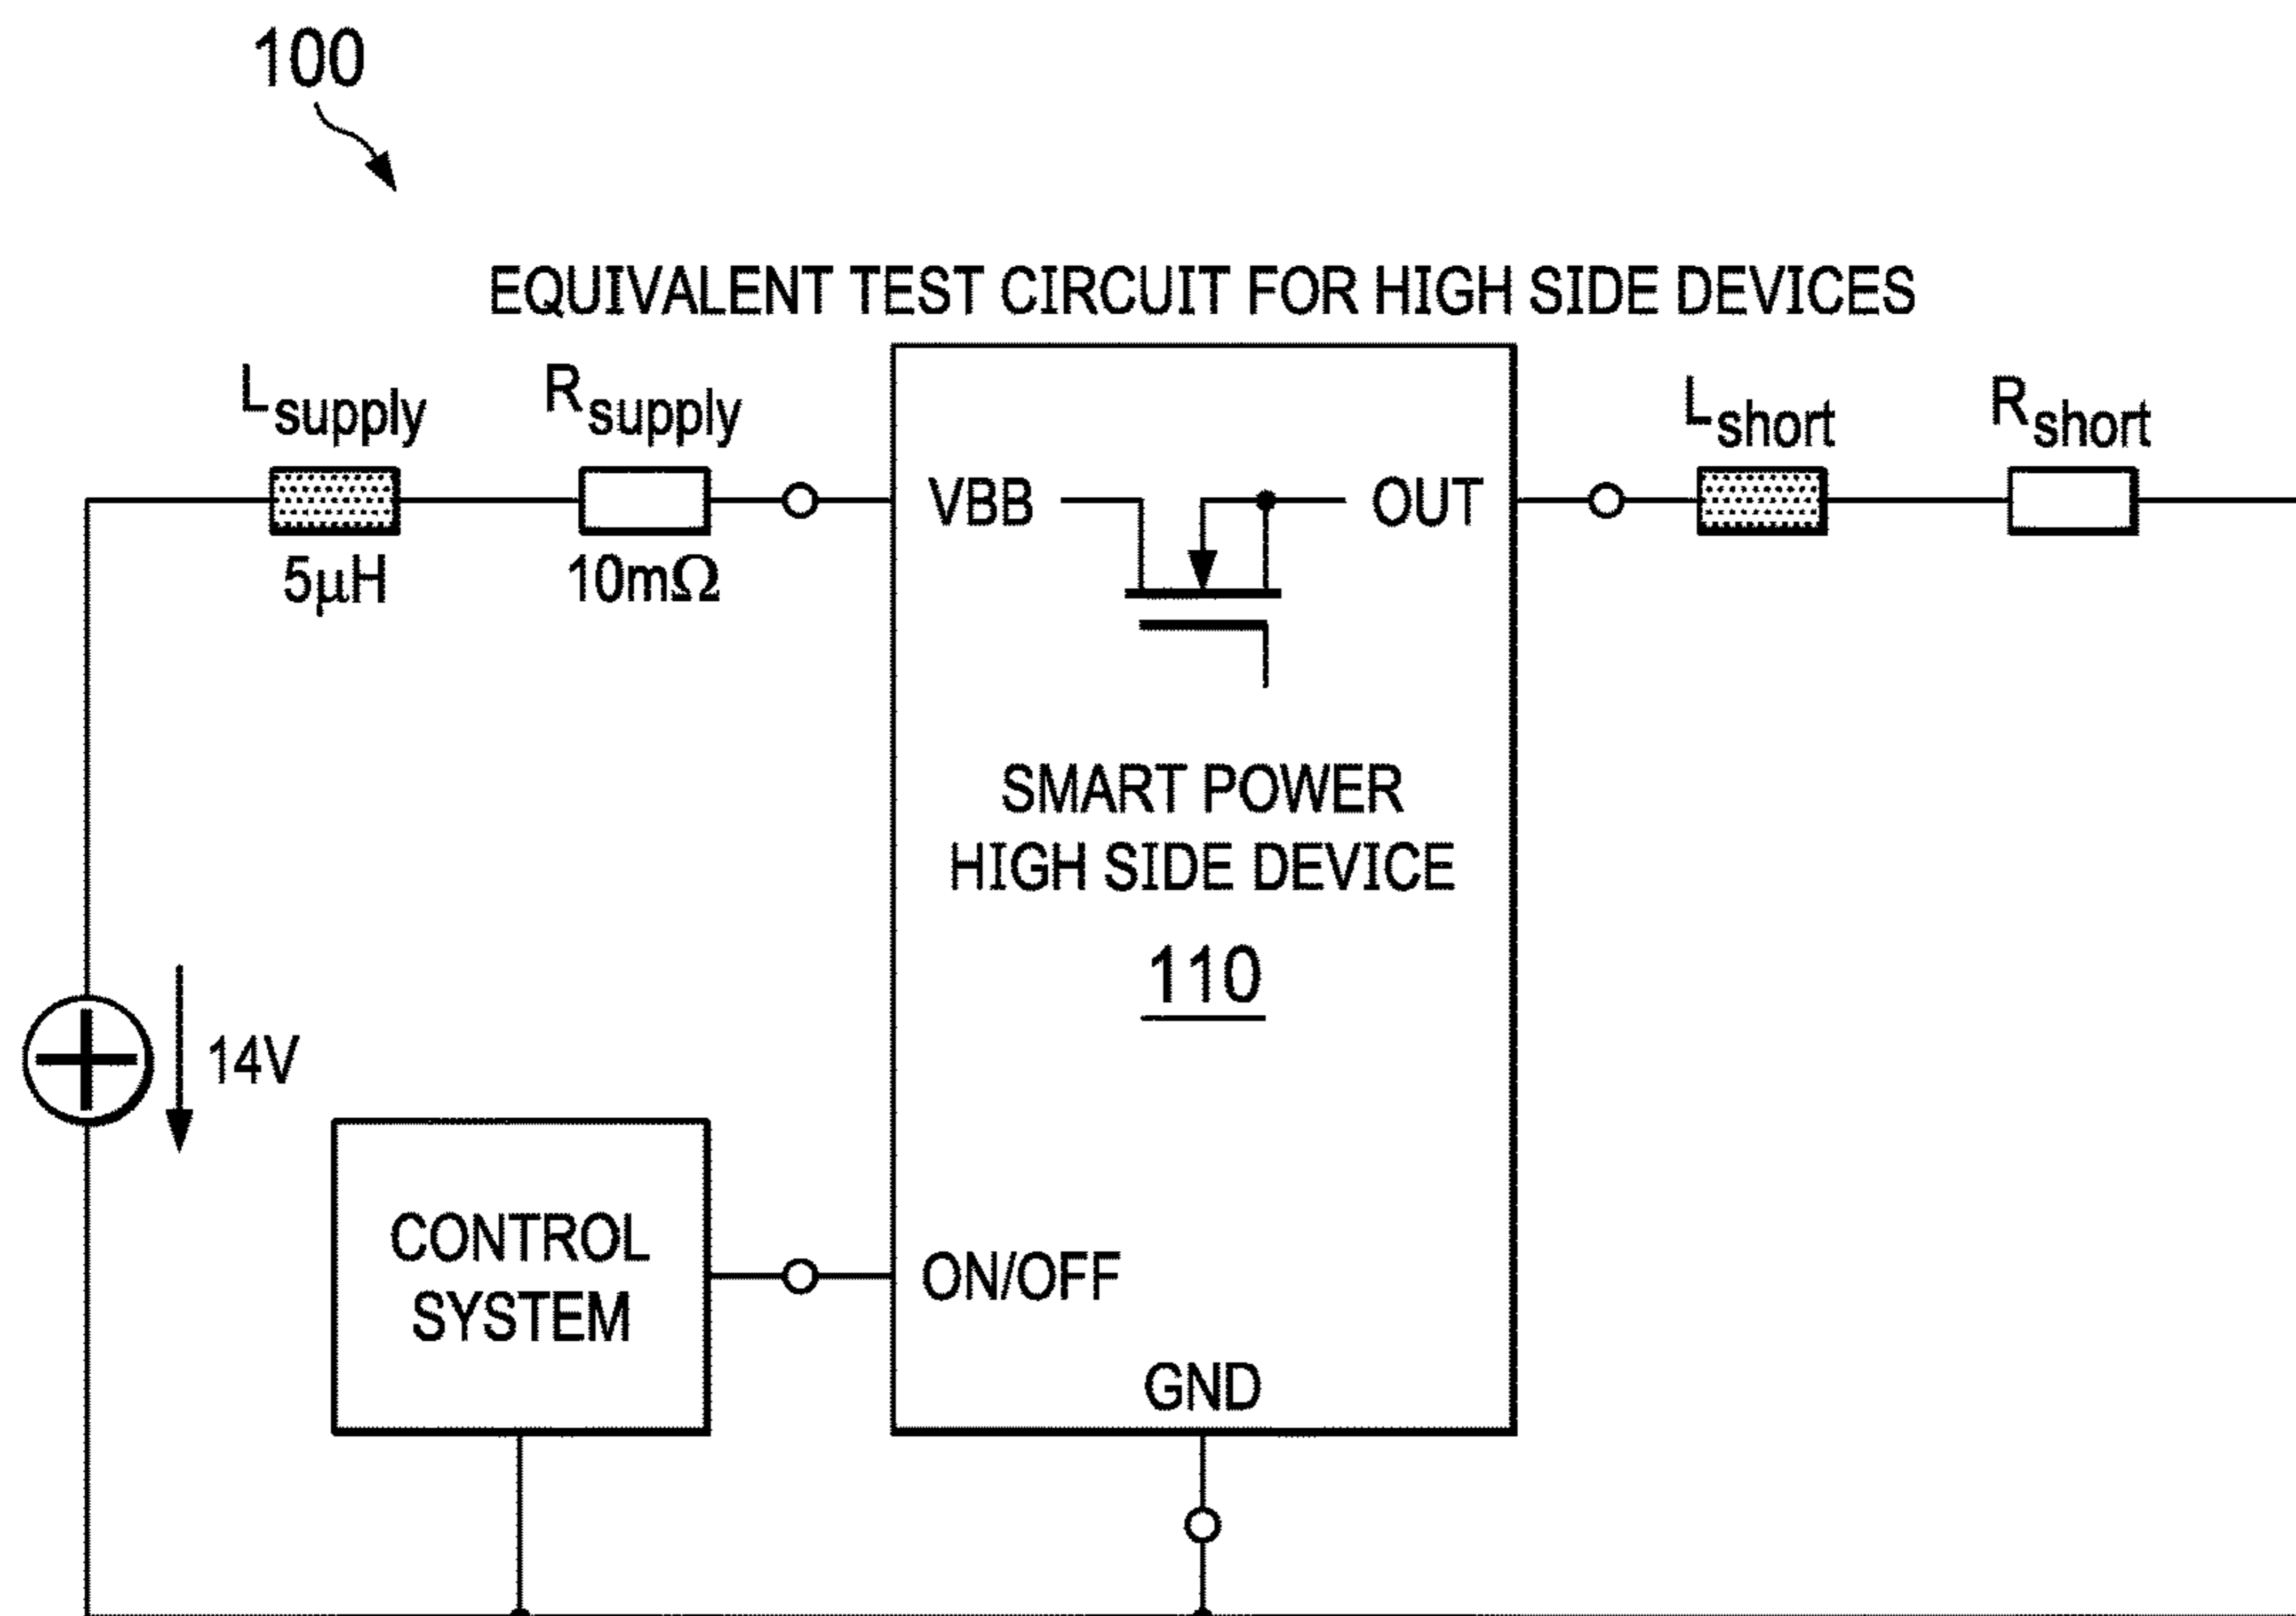 100
EQUIVALENT TEST CIRCUIT FOR HIGH SIDE DEVICES
Lsupply
Rsupply
Lshort
Rshort
5μH
10mΩ
VBB
OUT
SMART POWER
HIGH SIDE DEVICE
110
14V
CONTROL
SYSTEM
ON/OFF
GND